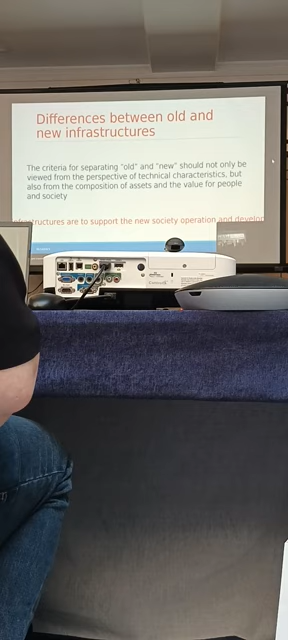 Differences between old and
new infrastructures
The criteria for separating "old" and "new" should not only be
viewed from the perspective of technical characteristics, but
also from the composition of assets and the value for people
and society
frastructures are to support the new society operation and develop